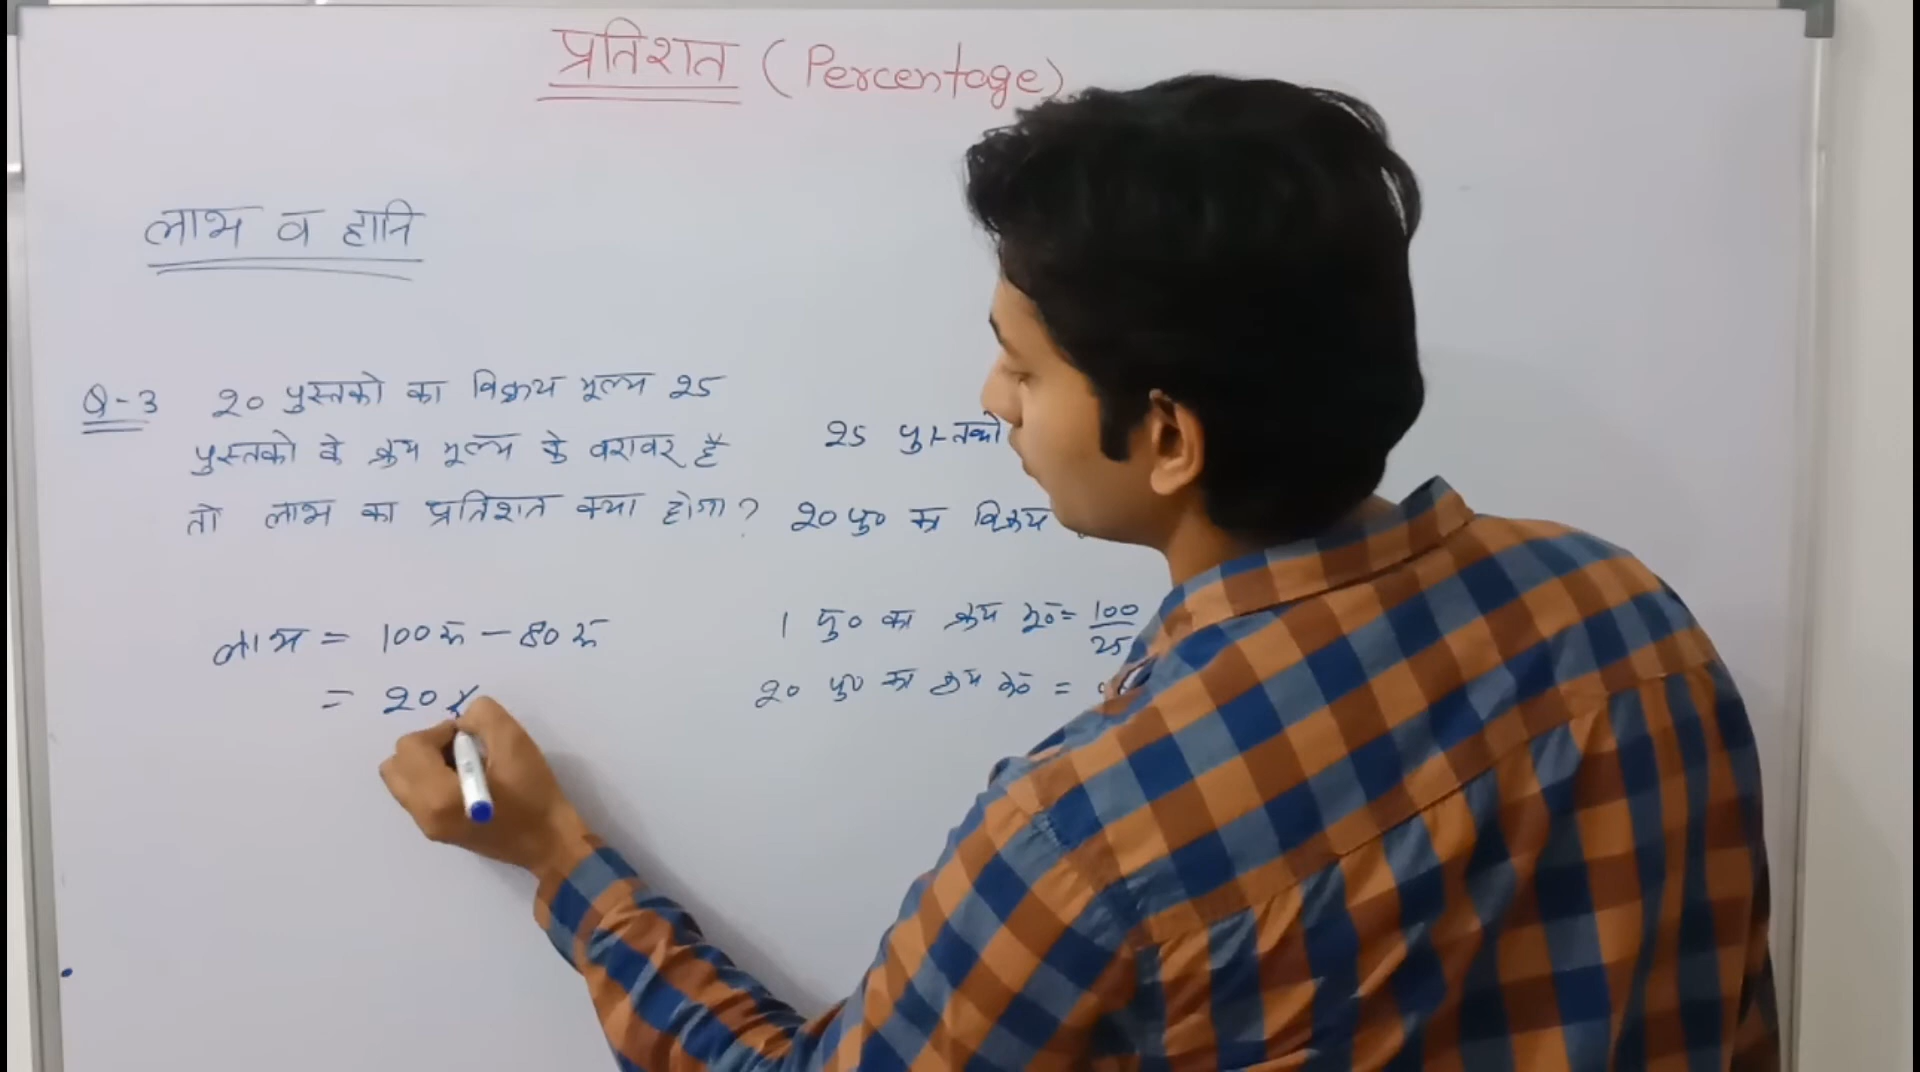 प्रतिशत (Percentage)
लाभ व हानि
Q-3 20 पुस्तको का विक्रय मूल्य 25
पुस्तको के क्रय मूल्य के बराबर है
तो लाभ का प्रतिशत क्या होगा?
25 पुस्तको
20 पु० का विक्रय
लाभ = 100 रू - 80 रू
= 20
1 पु० का क्रय मू० = 100/25
20 पु० का क्रय =